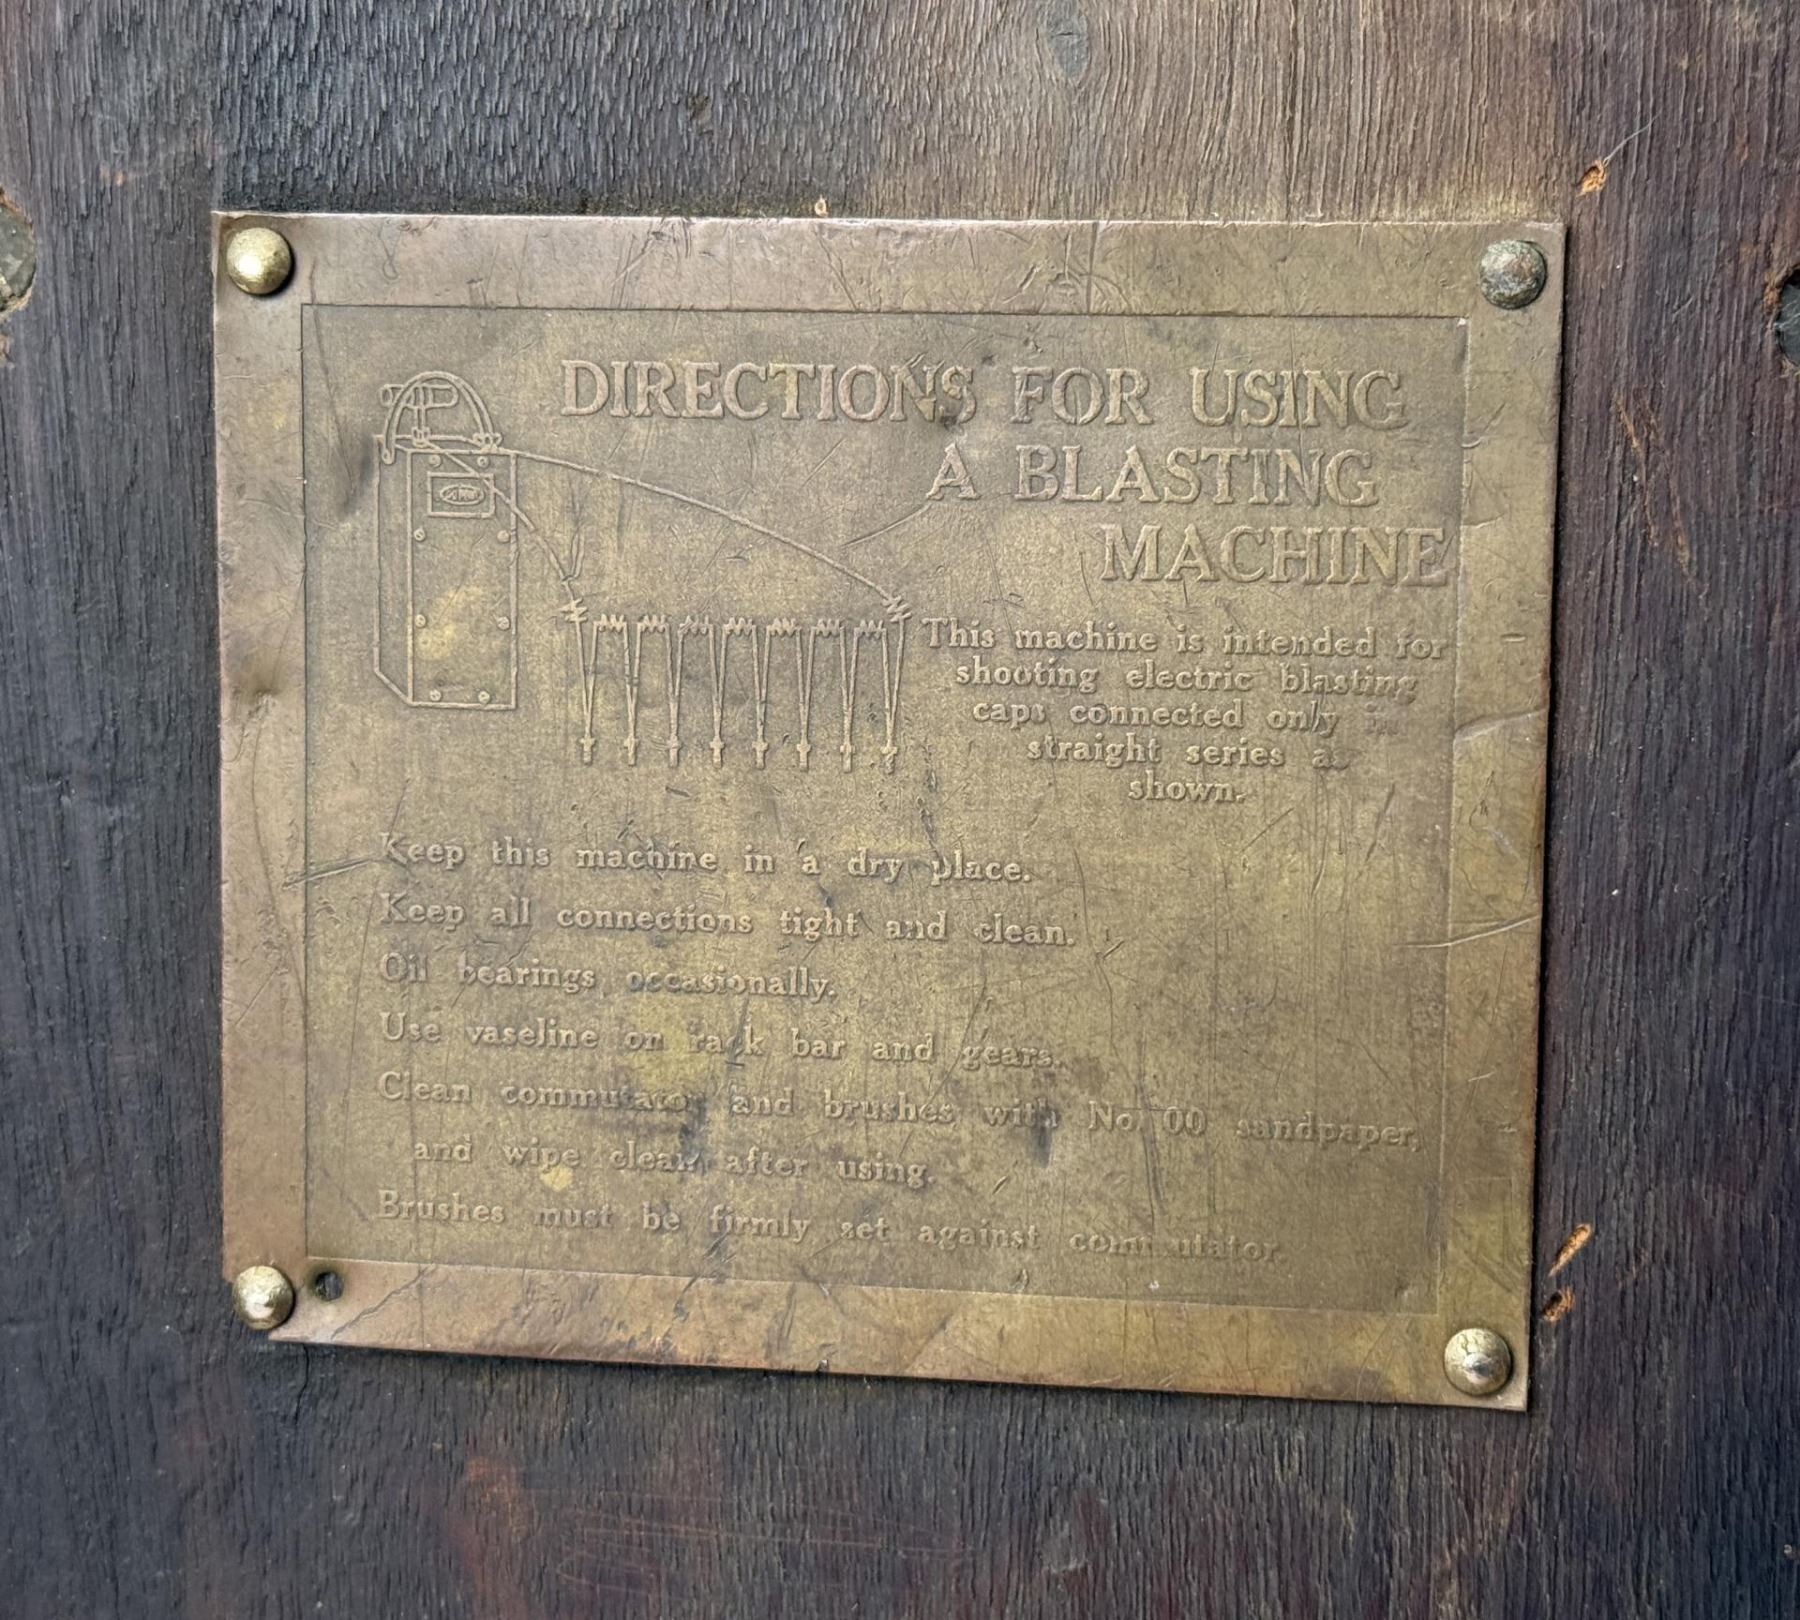 DIRECTIONS FOR USING
A BLASTING
MACHINE
This machine is intended for
shooting electric blasting
caps connected only in
straight series as
shown.
Keep this machine in a dry place.
Keep all connections tight and clean.
Oil bearings occasionally.
Use vaseline on rack bar and gears.
Clean commutator and brushes with No. 00 sandpaper,
and wipe clean after using.
Brushes must be firmly set against commutator.